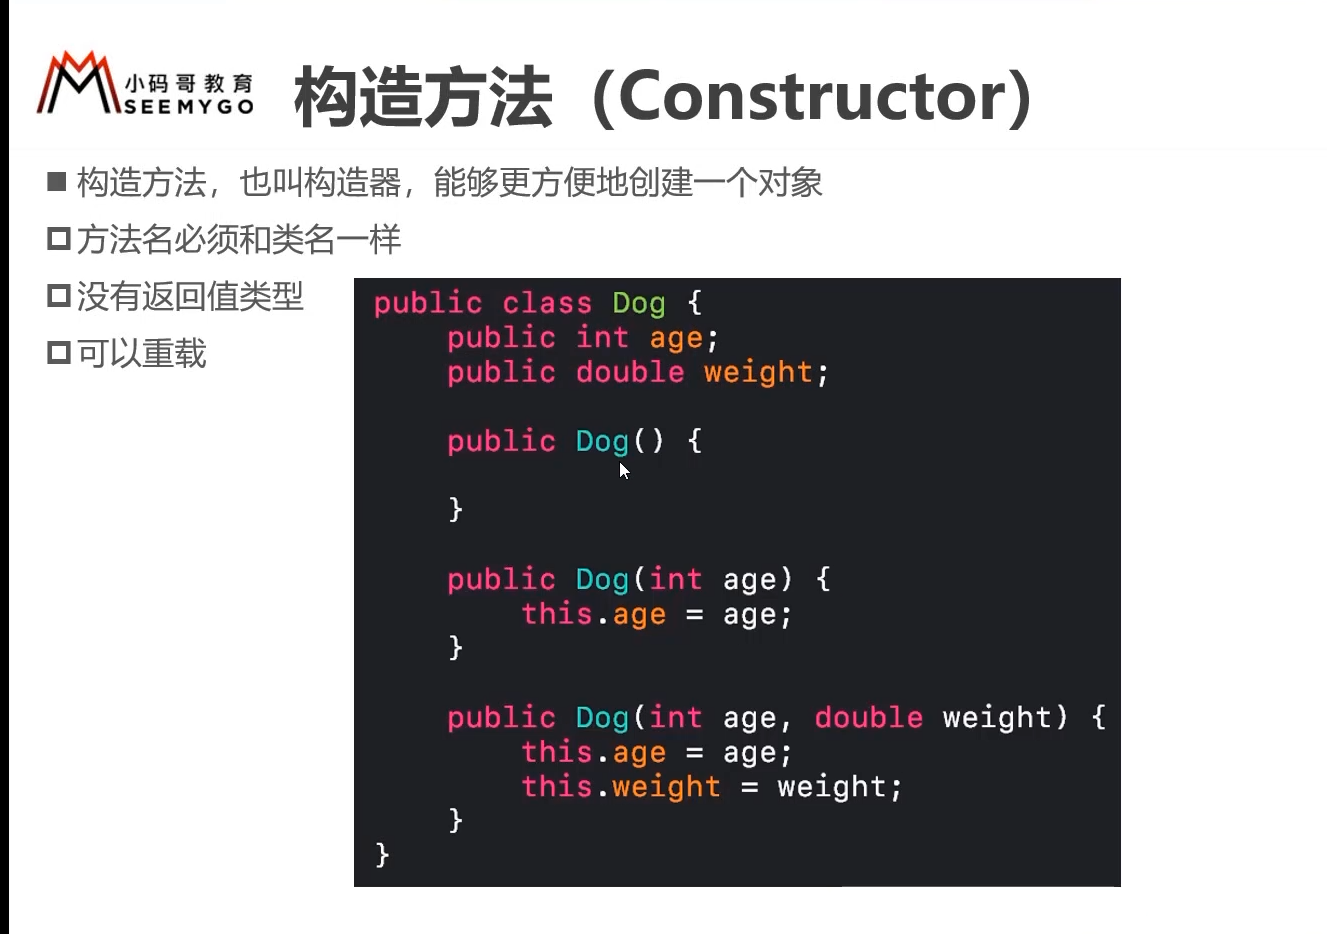 小码哥教育
SEEMYGO
构造方法（Constructor）
构造方法，也叫构造器，能够更方便地创建一个对象
方法名必须和类名一样
没有返回值类型
可以重载
public class Dog {
    public int age;
    public double weight;
    public Dog() {
    }
    public Dog(int age) {
        this.age = age;
    }
    public Dog(int age, double weight) {
        this.age = age;
        this.weight = weight;
    }
}